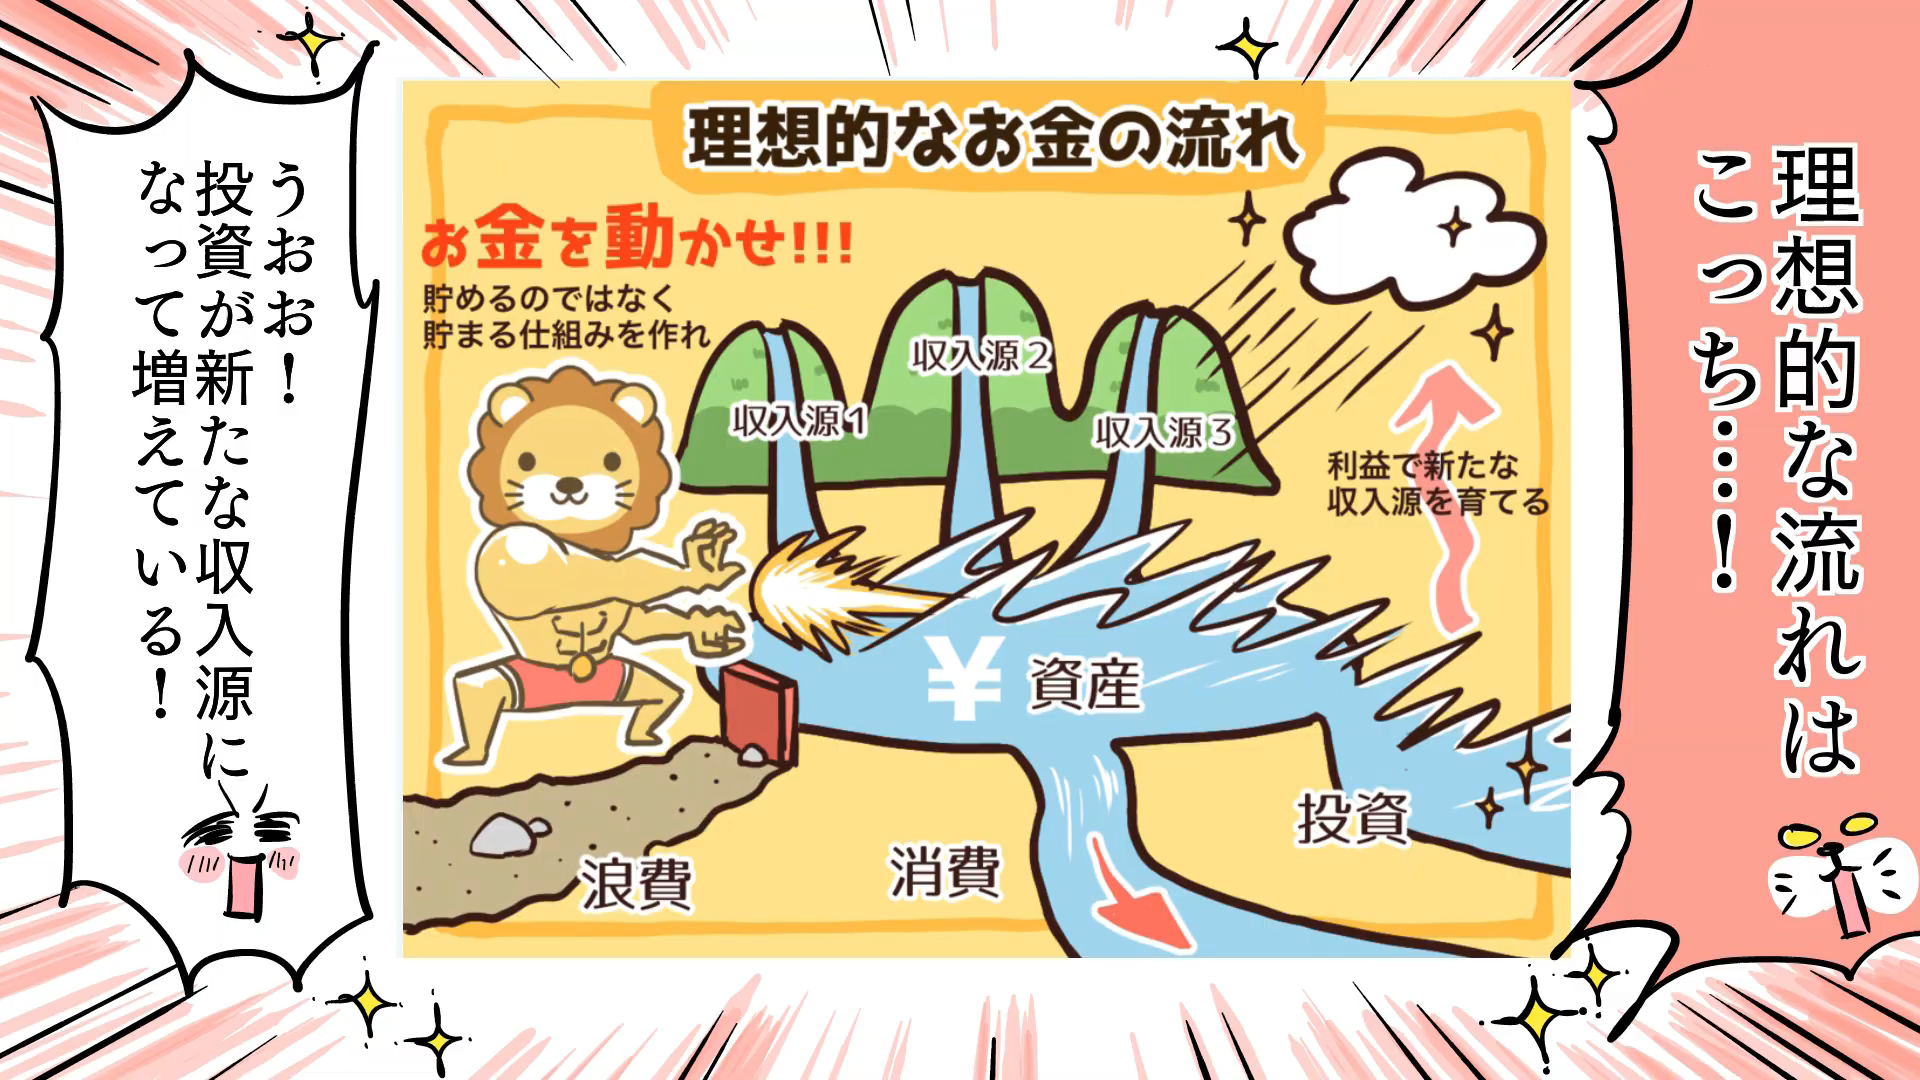 理想的な流れは
こっち……!
理想的なお金の流れ
お金を動かせ!!!
貯めるのではなく
貯まる仕組みを作れ
収入源1
収入源2
収入源3
利益で新たな
収入源を育てる
¥ 資産
投資
消費
浪費
うおお!
投資が新たな収入源に
なって増えている!